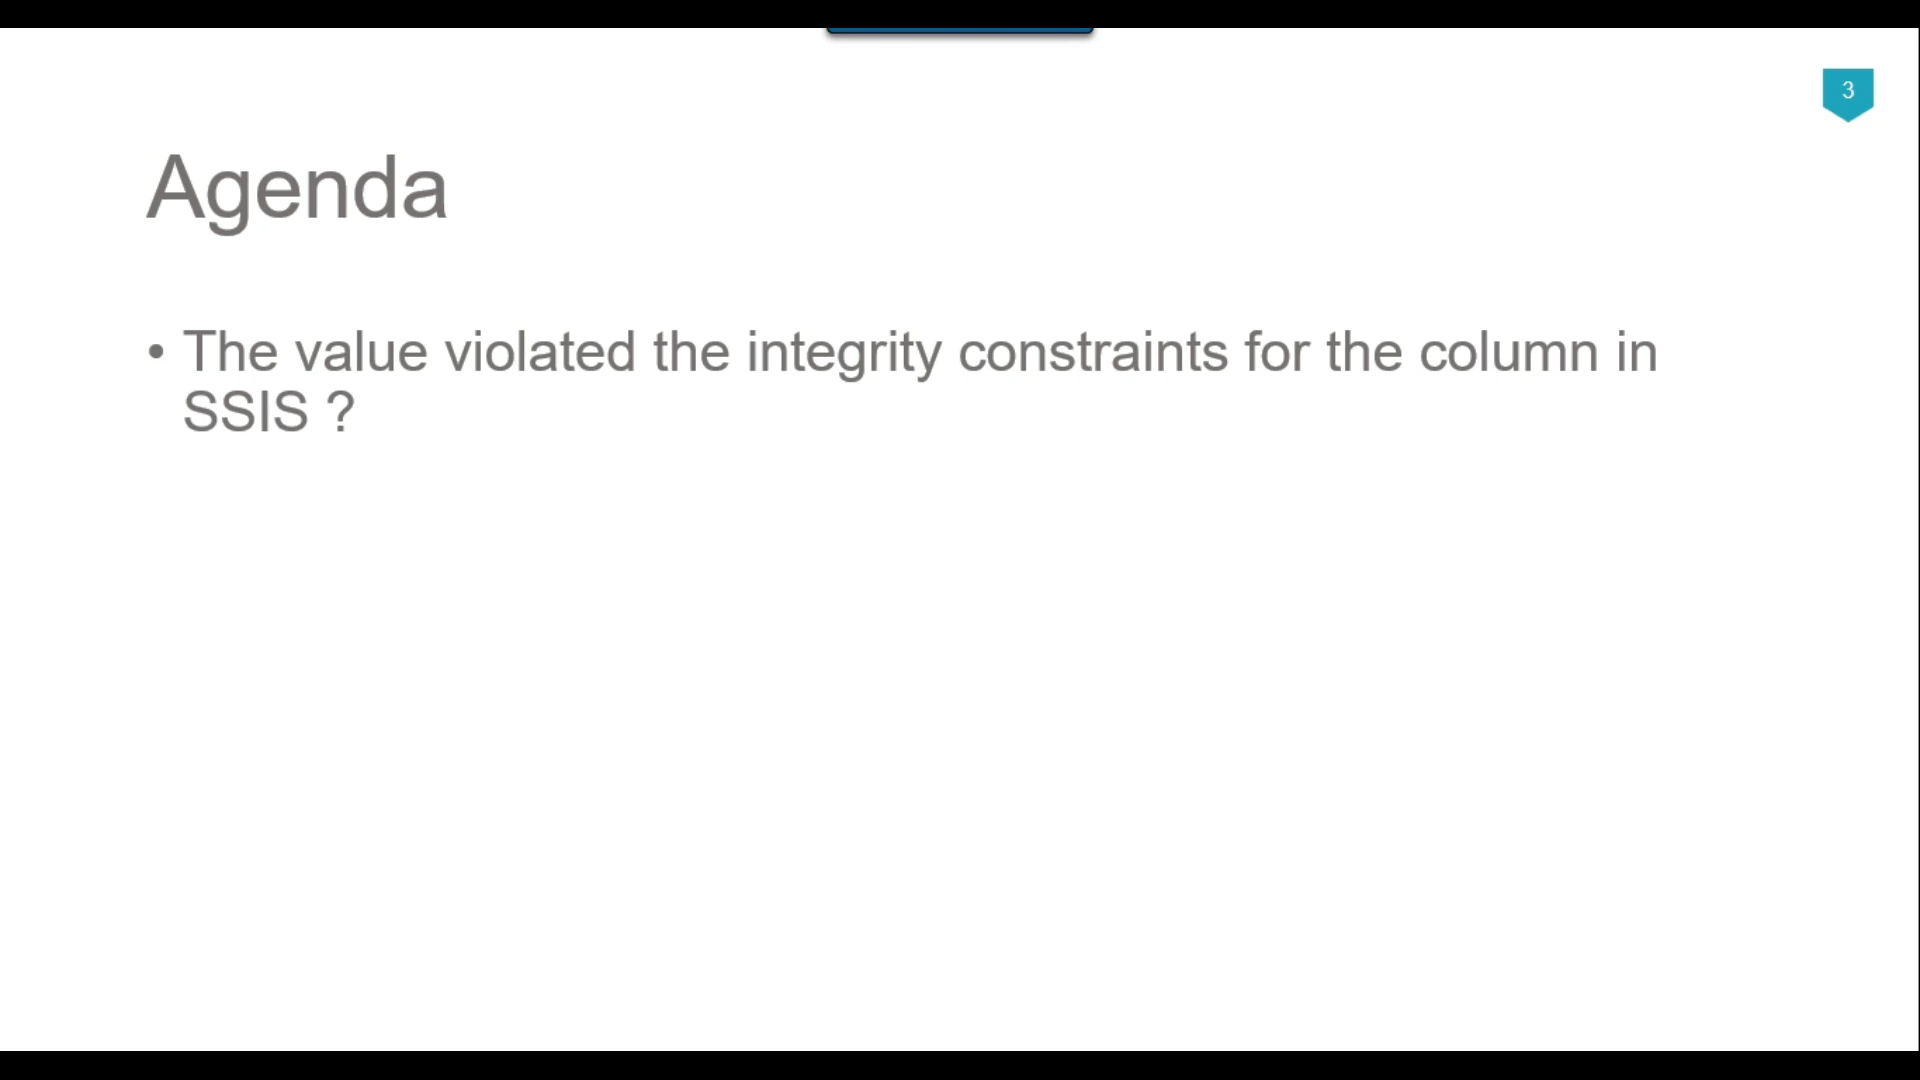 3
Agenda
• The value violated the integrity constraints for the column in
SSIS ?